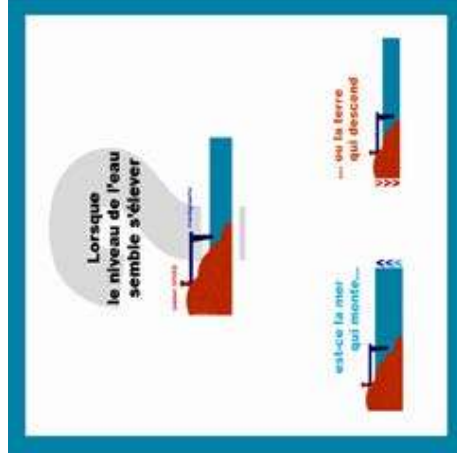 Lorsque
le niveau de l'eau
semble s'élever
est-ce la mer
qui monte...
... ou la terre
qui descend